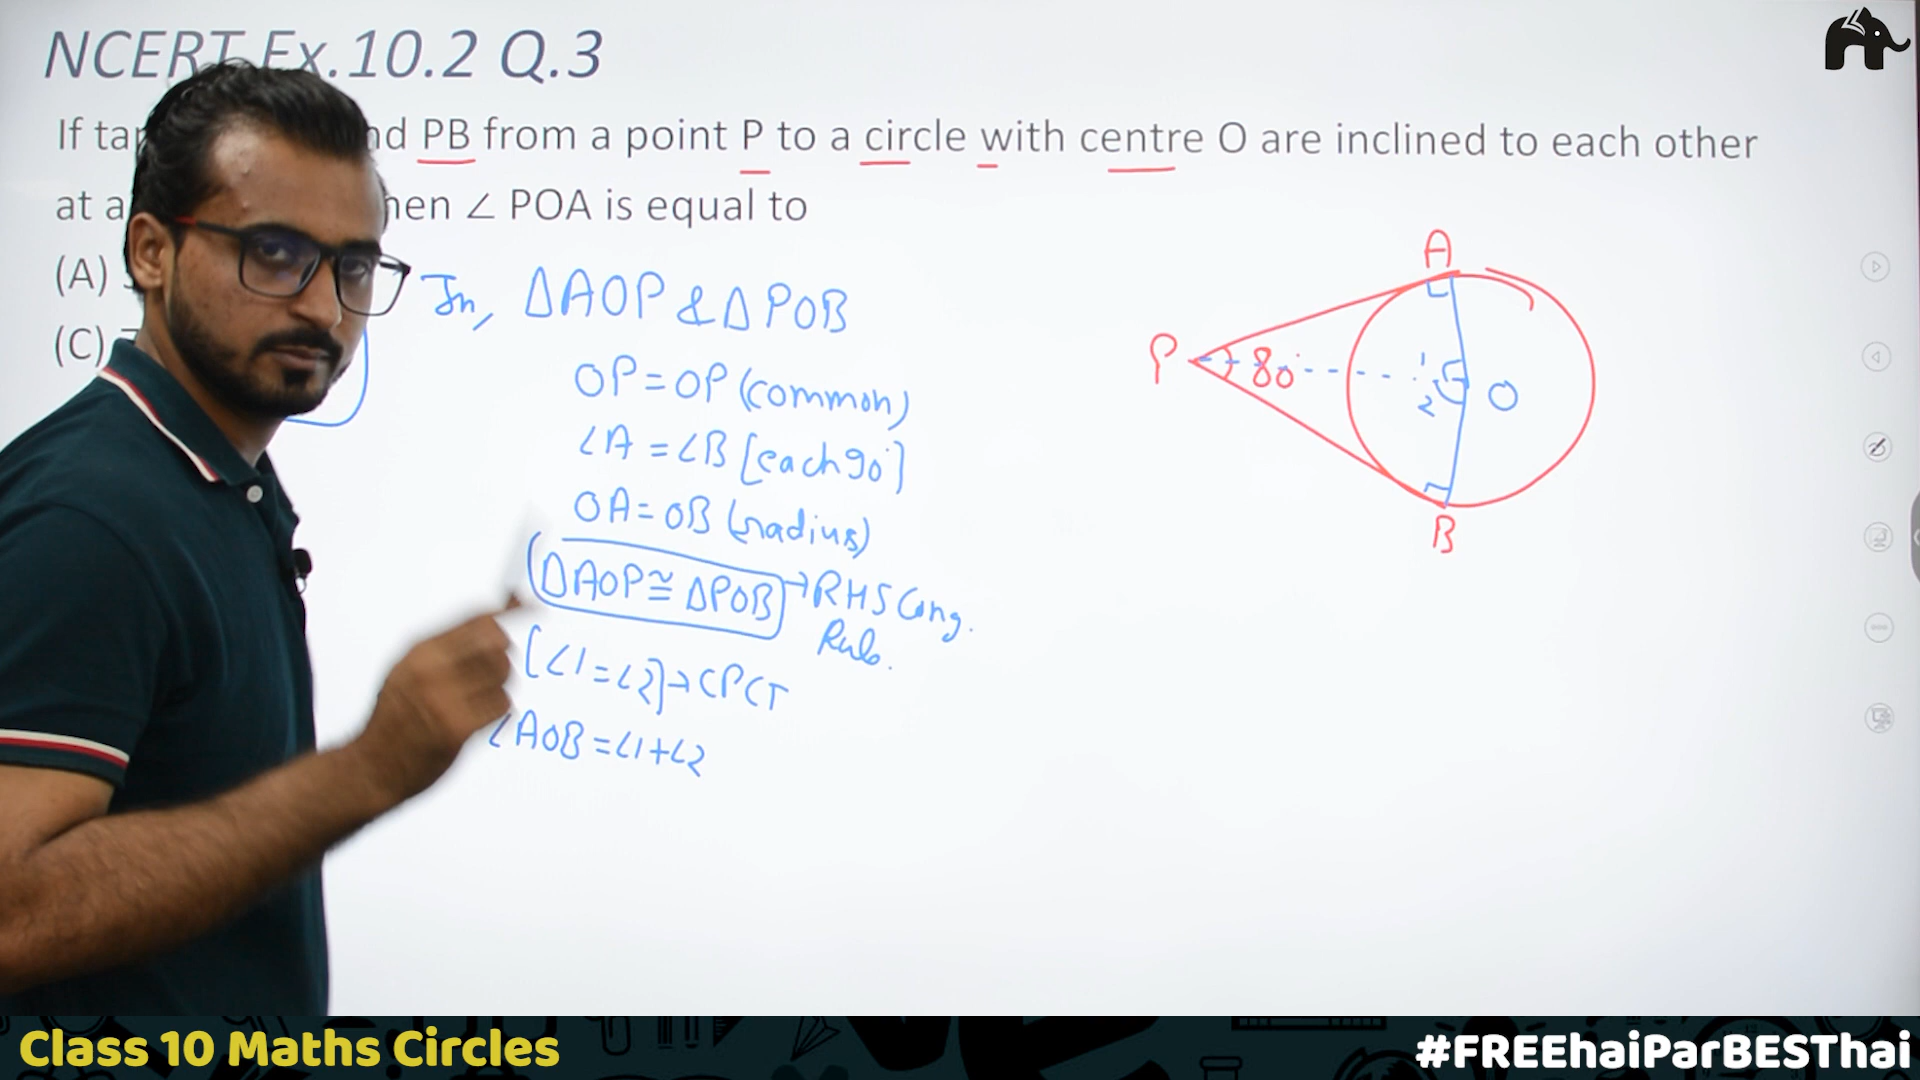 NCERT Ex.10.2 Q.3
If ta nd PB from a point P to a circle with centre O are inclined to each other
at a hen ∠ POA is equal to
(A)
(C)
In, ΔAOP & ΔPOB
OP = OP (common)
∠A = ∠B [each 90°]
OA = OB (radius)
ΔAOP ≅ ΔPOB → RHS Cong.
Rule.
[∠1 = ∠2] → CPCT
∠AOB = ∠1 + ∠2
A
P
80°
1
2
O
B
Class 10 Maths Circles
#FREEhaiParBESThai